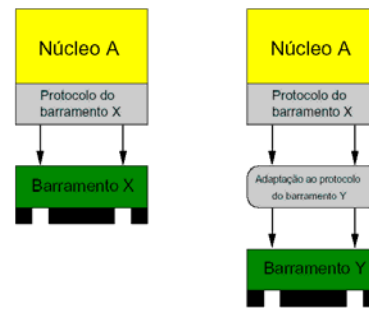 Núcleo A
Protocolo do
barramento X
Barramento X
Núcleo A
Protocolo do
barramento X
Adaptação ao protocolo
do barramento Y
Barramento Y